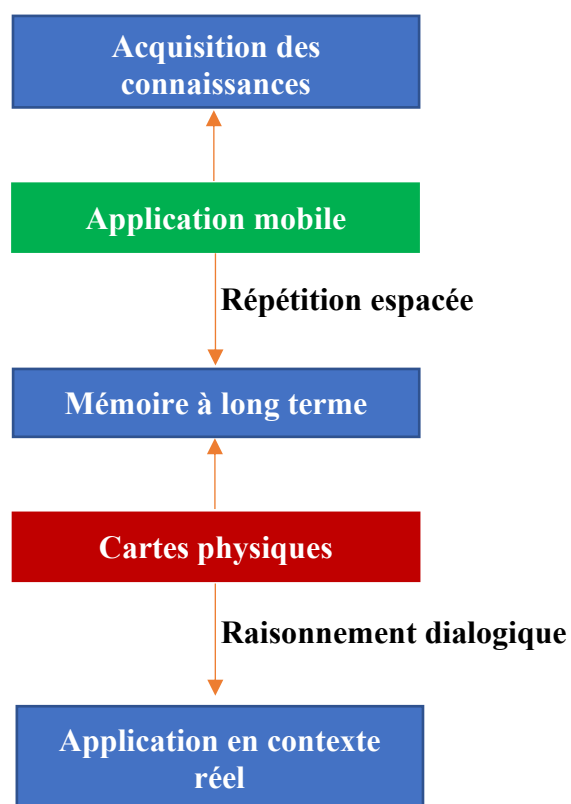 Acquisition des
connaissances
Application mobile
Répétition espacée
Mémoire à long terme
Cartes physiques
Raisonnement dialogique
Application en contexte
réel